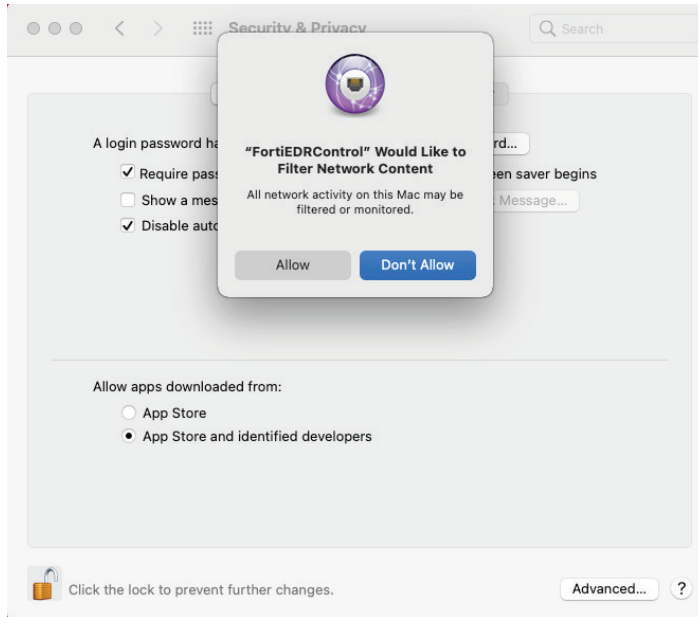 Security & Privacy
Search
"FortiEDRControl" Would Like to
Filter Network Content
All network activity on this Mac may be
filtered or monitored.
Allow
Don't Allow
A login password ha
rd...
Require pas
en saver begins
Show a mes
Message...
Disable auto
Allow apps downloaded from:
App Store
App Store and identified developers
Click the lock to prevent further changes.
Advanced...
?